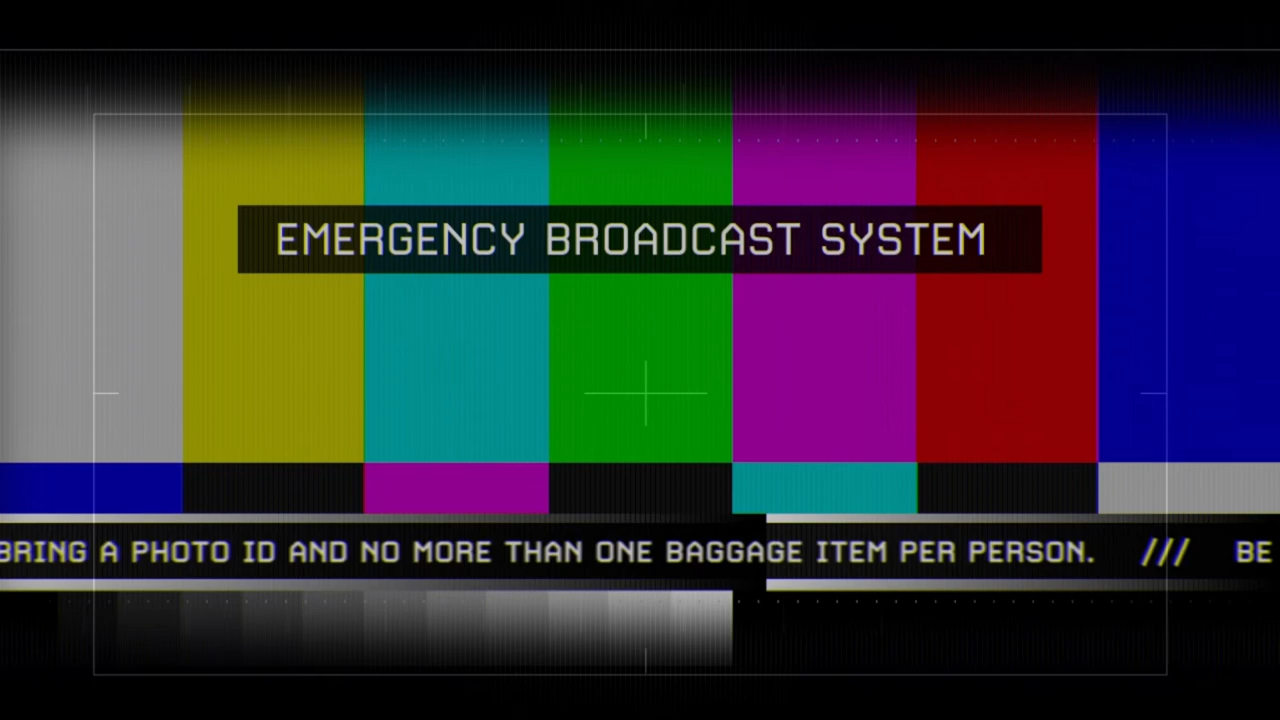 EMERGENCY BROADCAST SYSTEM
BRING A PHOTO ID AND NO MORE THAN ONE BAGGAGE ITEM PER PERSON. /// BE